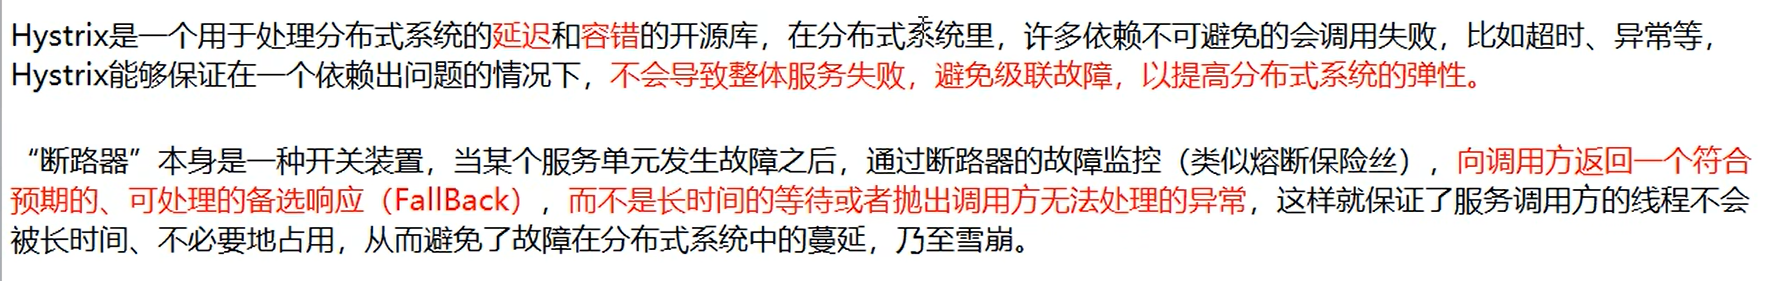 Hystrix是一个用于处理分布式系统的延迟和容错的开源库，在分布式系统里，许多依赖不可避免的会调用失败，比如超时、异常等，
Hystrix能够保证在一个依赖出问题的情况下，不会导致整体服务失败，避免级联故障，以提高分布式系统的弹性。
“断路器”本身是一种开关装置，当某个服务单元发生故障之后，通过断路器的故障监控（类似熔断保险丝），向调用方返回一个符合
预期的、可处理的备选响应（FallBack），而不是长时间的等待或者抛出调用方无法处理的异常，这样就保证了服务调用方的线程不会
被长时间、不必要地占用，从而避免了故障在分布式系统中的蔓延，乃至雪崩。